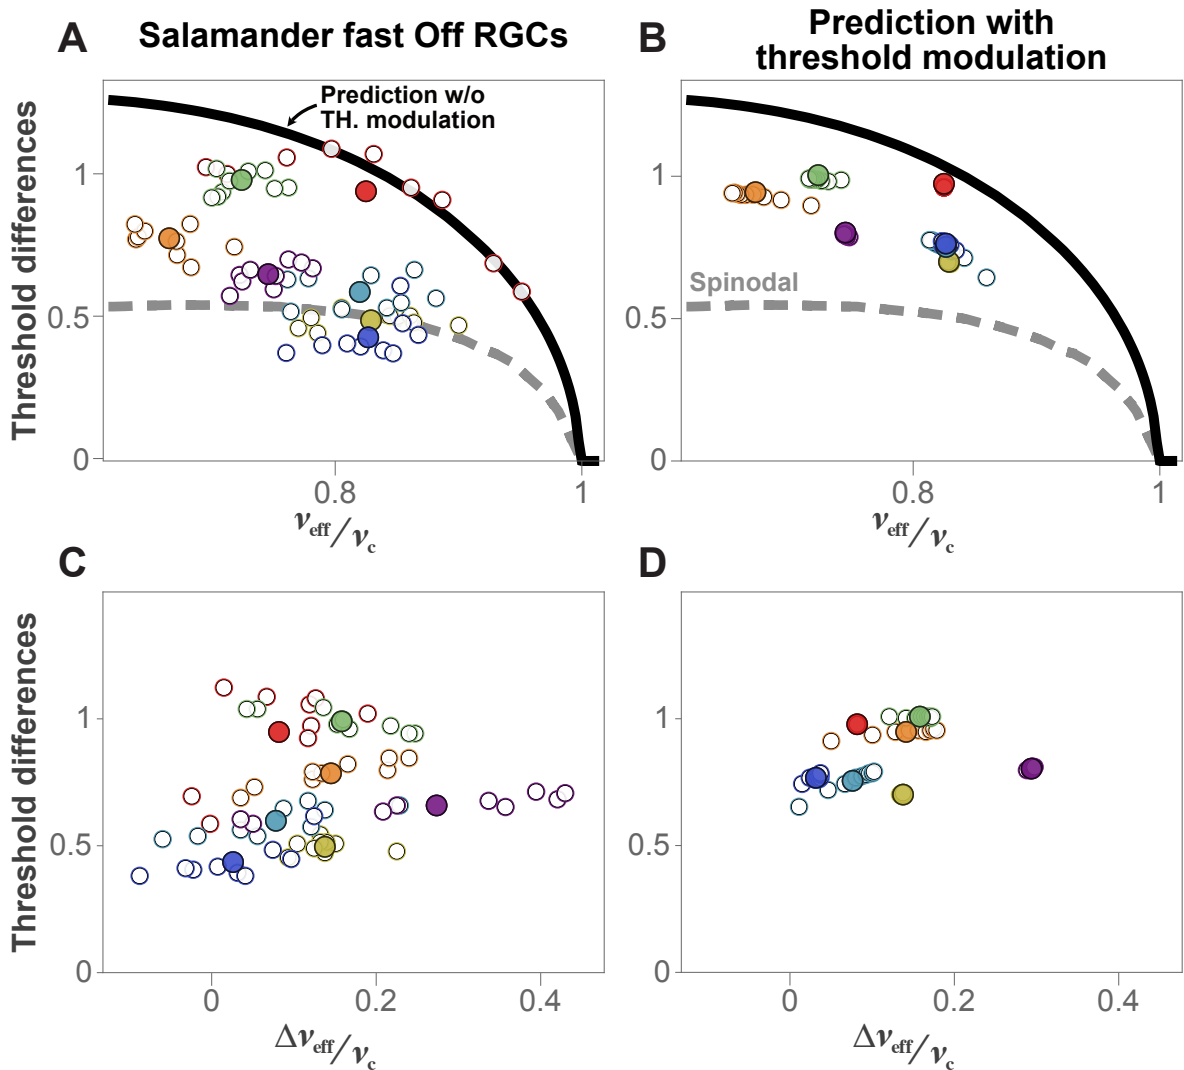 A
Salamander fast Off RGCs
B
Prediction with
threshold modulation
Prediction w/o
TH. modulation
Threshold differences
1
0.5
0
0.8
1
νeff/νc
1
0.5
0
Spinodal
0.8
1
νeff/νc
C
D
Threshold differences
1
0.5
0
0
0.2
0.4
Δνeff/νc
1
0.5
0
0
0.2
0.4
Δνeff/νc